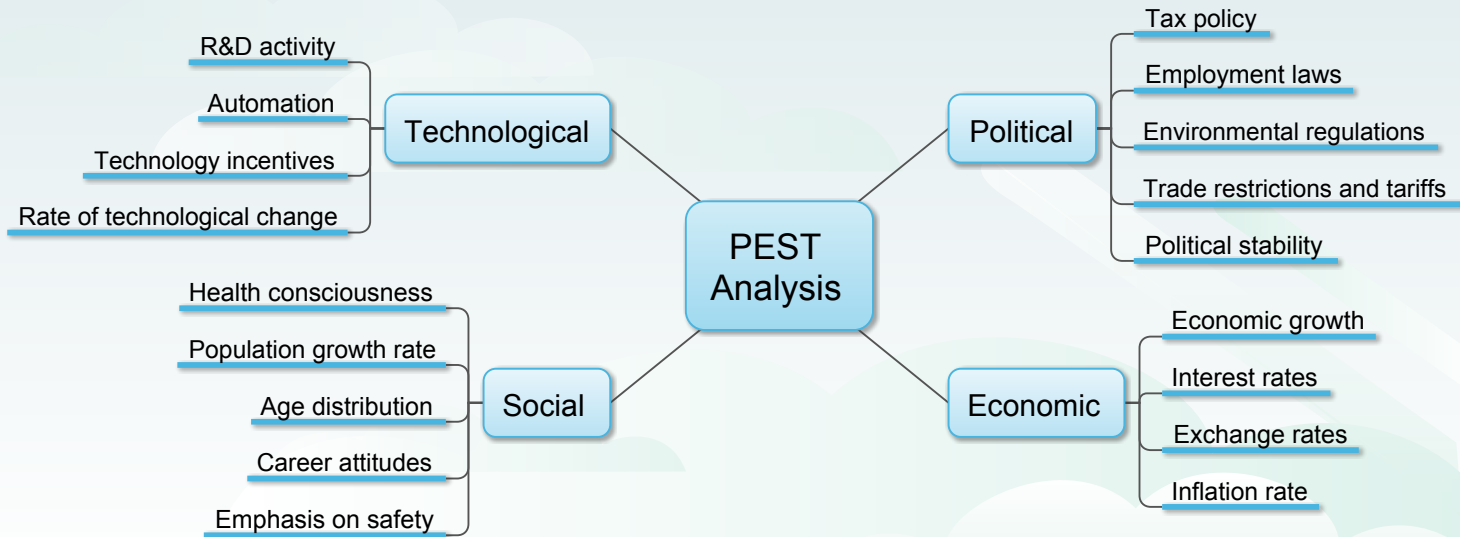 PEST
Analysis
Political
Tax policy
Employment laws
Environmental regulations
Trade restrictions and tariffs
Political stability
Economic
Economic growth
Interest rates
Exchange rates
Inflation rate
Social
Health consciousness
Population growth rate
Age distribution
Career attitudes
Emphasis on safety
Technological
R&D activity
Automation
Technology incentives
Rate of technological change